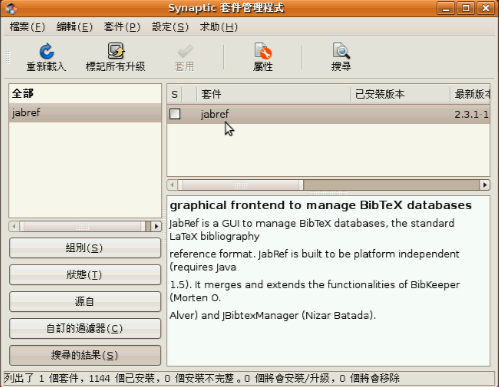 Synaptic 套件管理程式
檔案(F) 編輯(E) 套件(P) 設定(S) 求助(H)
重新載入 標記所有升級 套用 屬性 搜尋
全部
jabref
S 套件 已安裝版本 最新版本
jabref 2.3.1-1
graphical frontend to manage BibTeX databases
JabRef is a GUI to manage BibTeX databases, the standard
LaTeX bibliography
reference format. JabRef is built to be platform independent
(requires Java
1.5). It merges and extends the functionalities of BibKeeper
(Morten O.
Alver) and JBibtexManager (Nizar Batada).
組別(S)
狀態(T)
源自
自訂的過濾器(C)
搜尋的結果(S)
列出了 1 個套件，1144 個已安裝，0 個安裝不完整。0 個將會安裝/升級，0 個將會移除